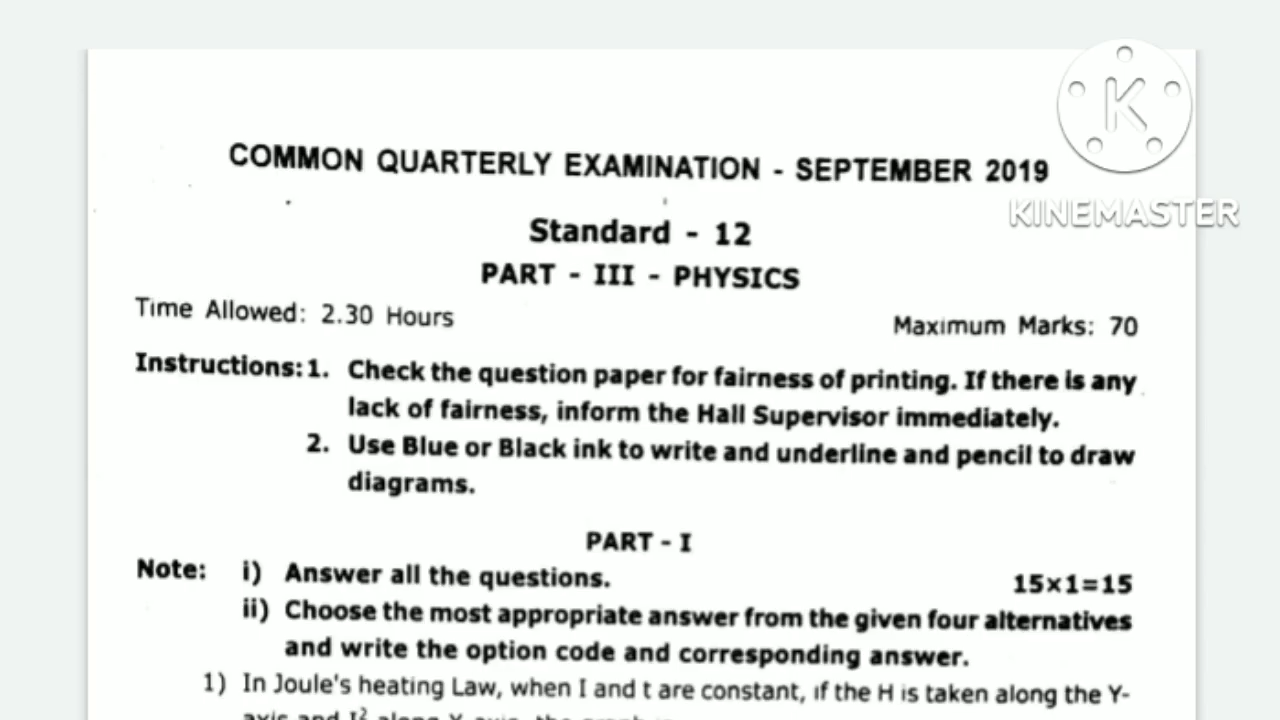 COMMON QUARTERLY EXAMINATION - SEPTEMBER 2019
KINEMASTER
Standard - 12
PART - III - PHYSICS
Time Allowed: 2.30 Hours
Maximum Marks: 70
Instructions: 1. Check the question paper for fairness of printing. If there is any
lack of fairness, inform the Hall Supervisor immediately.
2. Use Blue or Black ink to write and underline and pencil to draw
diagrams.
PART - I
Note: i) Answer all the questions. 15×1=15
ii) Choose the most appropriate answer from the given four alternatives
and write the option code and corresponding answer.
1) In Joule's heating Law, when I and t are constant, if the H is taken along the Y-
axis and I² along X